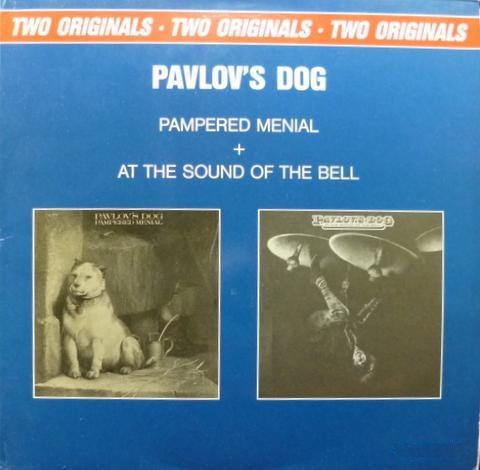 TWO ORIGINALS · TWO ORIGINALS · TWO ORIGINALS
PAVLOV'S DOG
PAMPERED MENIAL
+
AT THE SOUND OF THE BELL
PAVLOV'S DOG
PAMPERED MENIAL
PAVLOV'S DOG